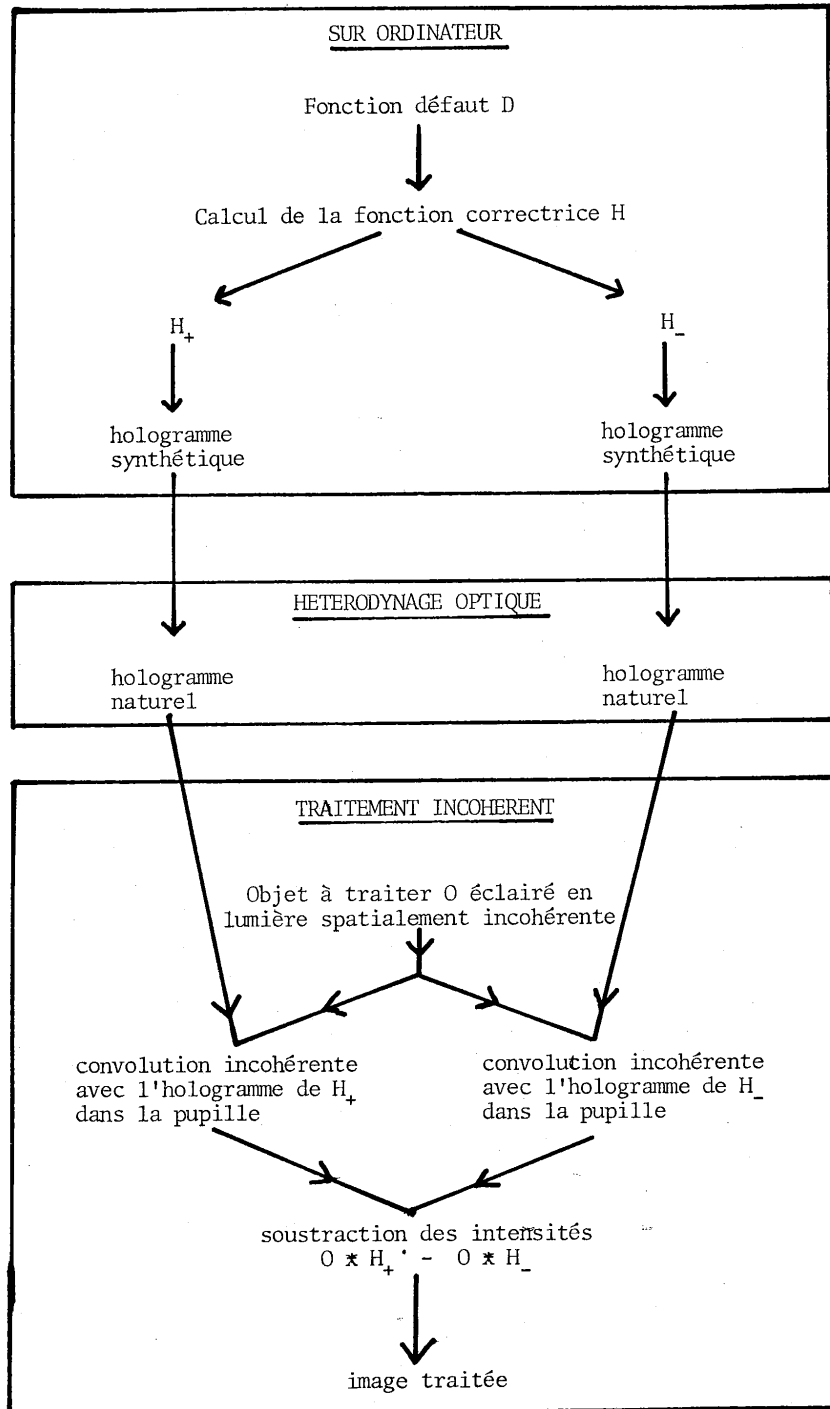 SUR ORDINATEUR
Fonction défaut D
Calcul de la fonction correctrice H
H+
H-
hologramme
synthétique
hologramme
synthétique
HETERODYNAGE OPTIQUE
hologramme
naturel
hologramme
naturel
TRAITEMENT INCOHERENT
Objet à traiter O éclairé en
lumière spatialement incohérente
convolution incohérente
avec l'hologramme de H+
dans la pupille
convolution incohérente
avec l'hologramme de H-
dans la pupille
soustraction des intensités
O * H+ - O * H-
image traitée